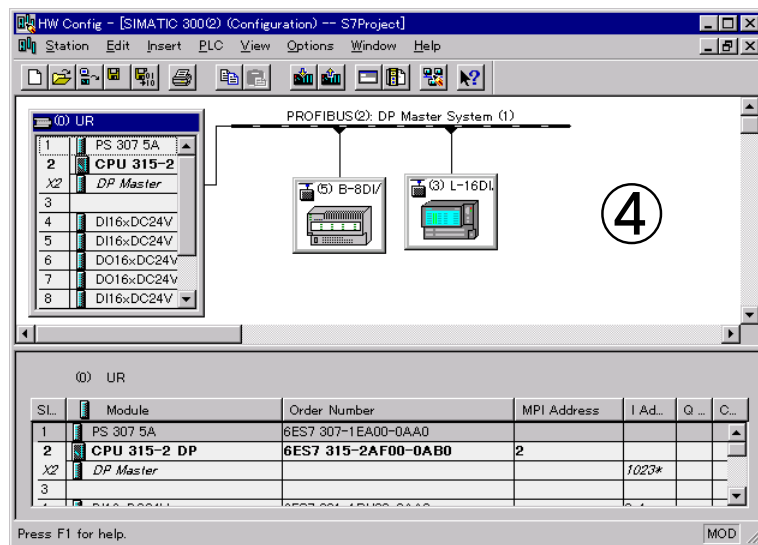 HW Config - [SIMATIC 300(2) (Configuration) -- S7Project]
Station Edit Insert PLC View Options Window Help
(0) UR
1 PS 307 5A
2 CPU 315-2
X2 DP Master
3
4 DI16xDC24V
5 DI16xDC24V
6 DO16xDC24V
7 DO16xDC24V
8 DI16xDC24V
PROFIBUS(2): DP Master System (1)
(5) B-8DI/
(3) L-16DI
④
(0) UR
Sl... Module Order Number MPI Address I Ad... Q ... C...
1 PS 307 5A 6ES7 307-1EA00-0AA0
2 CPU 315-2 DP 6ES7 315-2AF00-0AB0 2
X2 DP Master 1023*
3
Press F1 for help. MOD